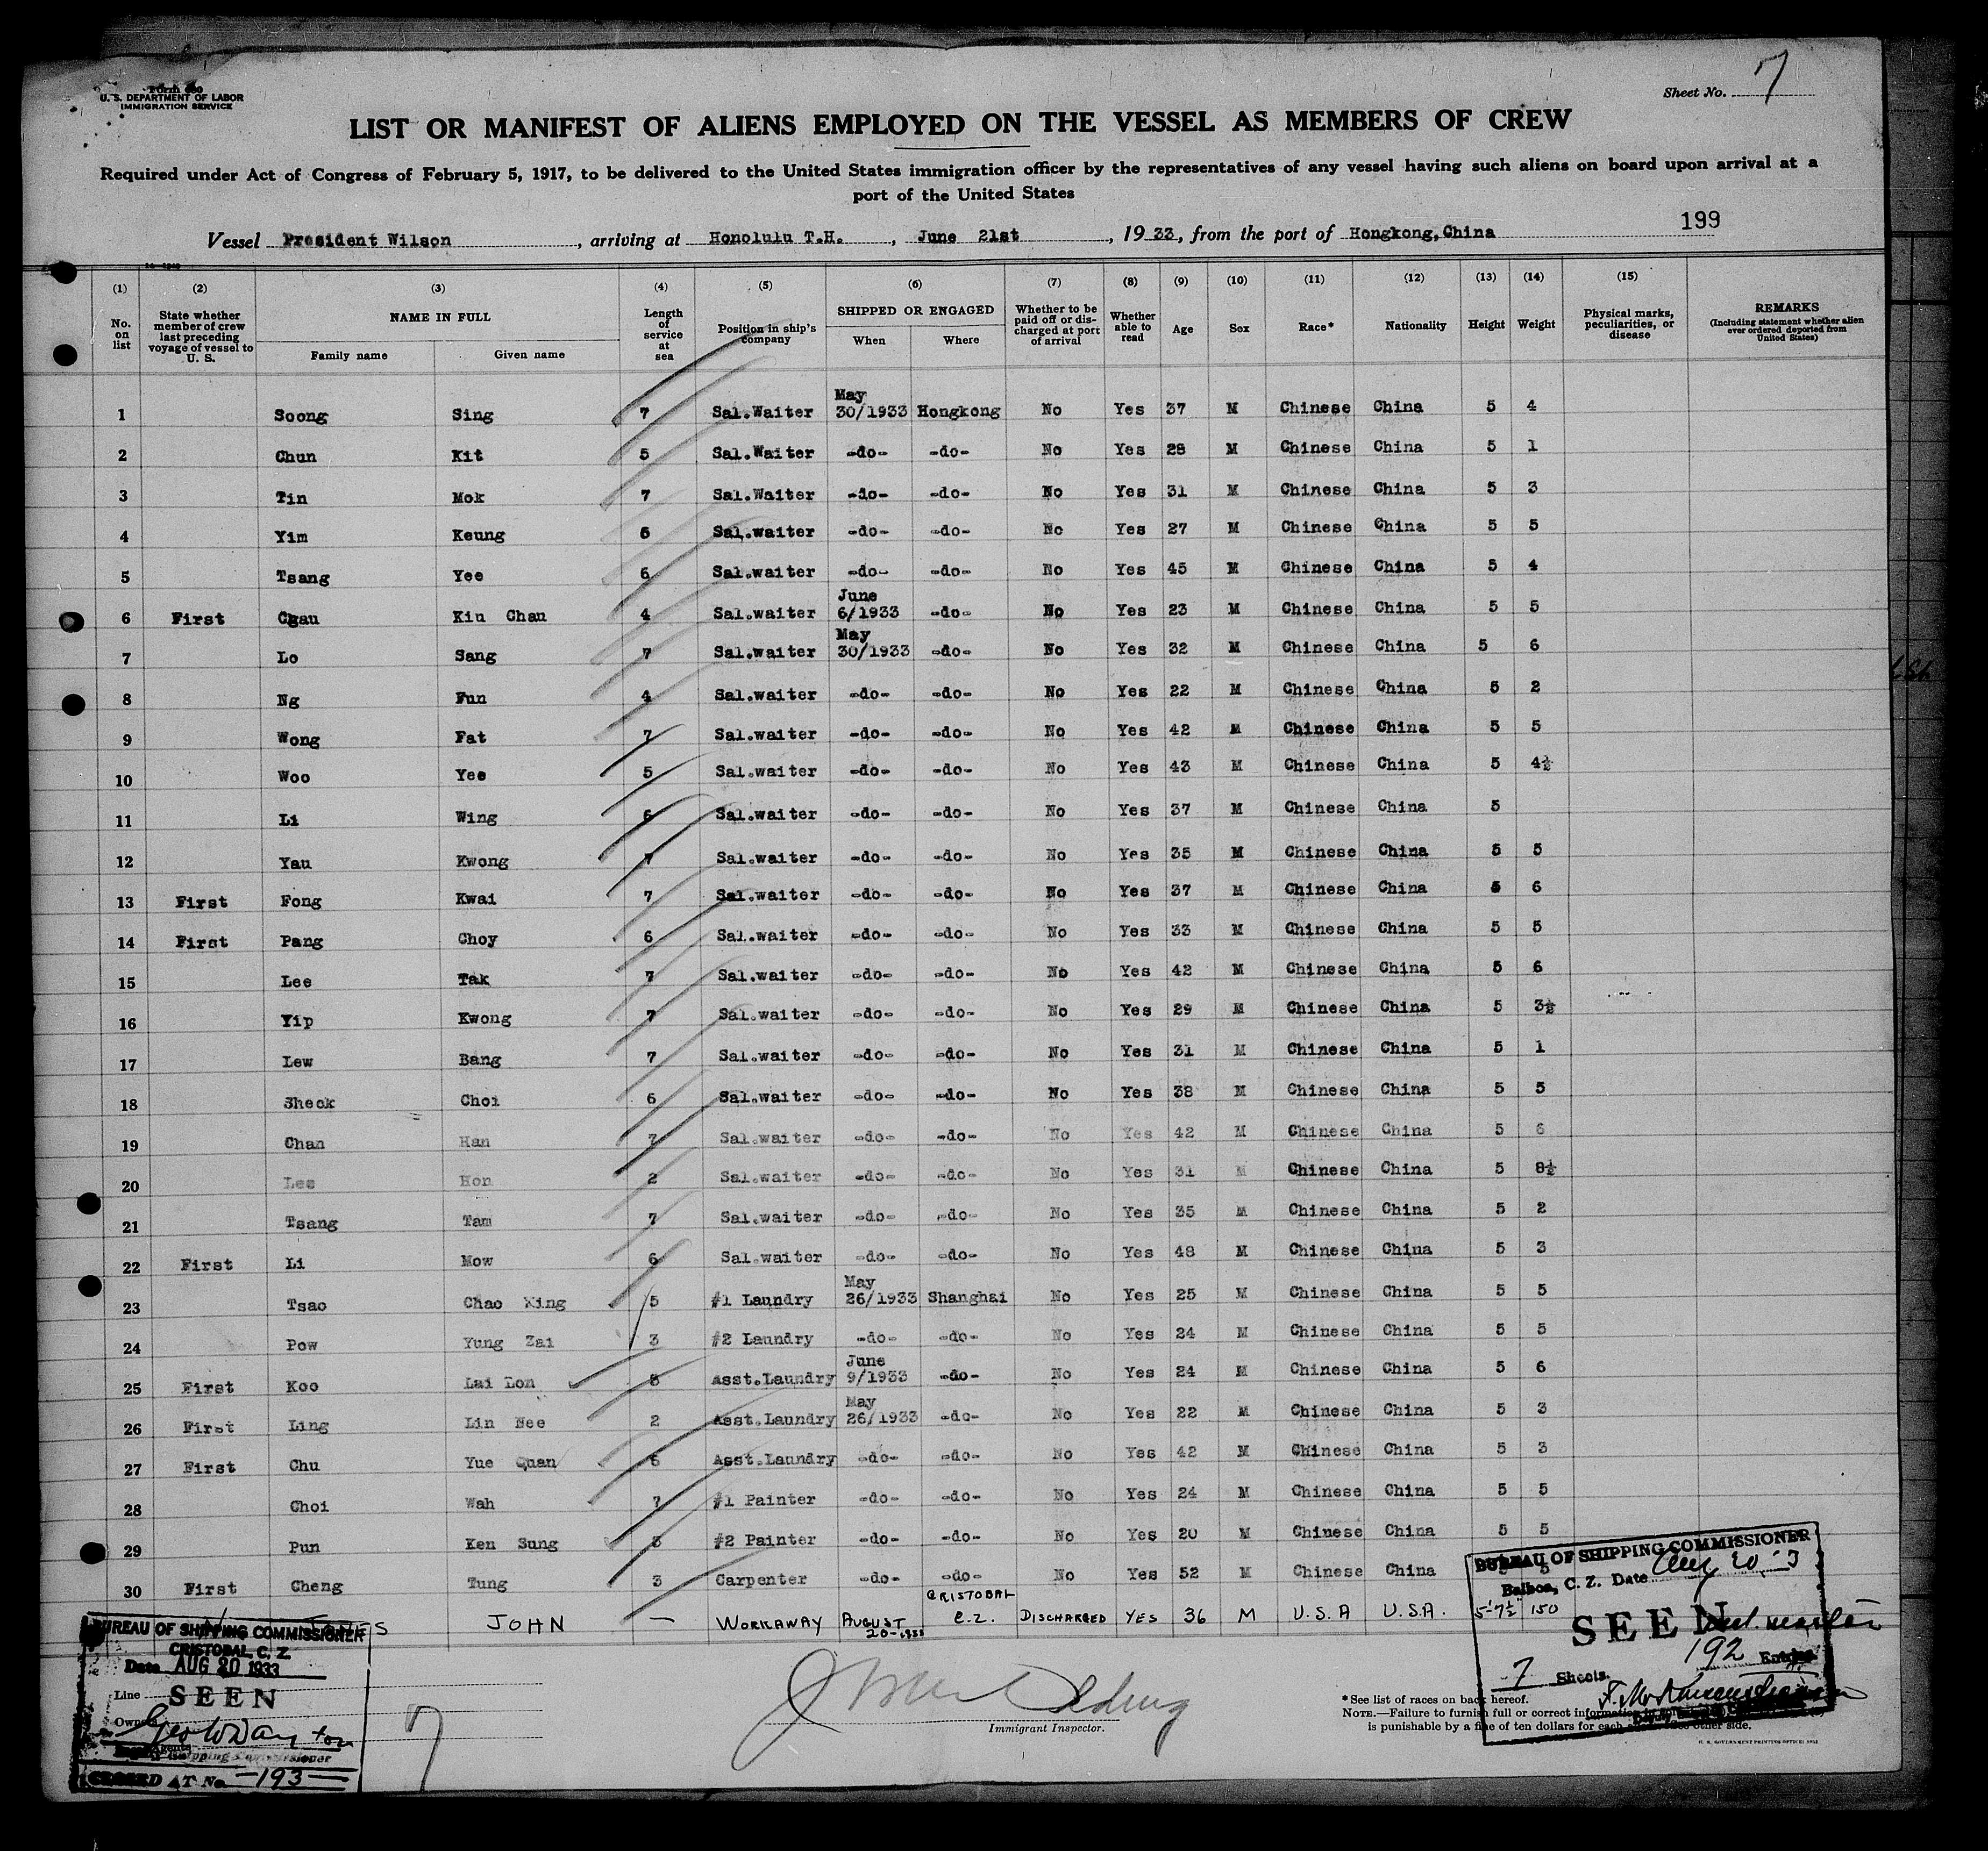 Form 680
U. S. DEPARTMENT OF LABOR
IMMIGRATION SERVICE
Sheet No. 7
LIST OR MANIFEST OF ALIENS EMPLOYED ON THE VESSEL AS MEMBERS OF CREW
Required under Act of Congress of February 5, 1917, to be delivered to the United States immigration officer by the representatives of any vessel having such aliens on board upon arrival at a
port of the United States
199
Vessel President Wilson, arriving at Honolulu T.H., June 21st, 1933, from the port of Hongkong, China
(1) (2) (3) (4) (5) (6) (7) (8) (9) (10) (11) (12) (13) (14) (15)
No. on list State whether member of crew last preceding voyage of vessel to U. S. NAME IN FULL Family name Given name Length of service at sea Position in ship's company SHIPPED OR ENGAGED When Where Whether to be paid off or discharged at port of arrival Whether able to read Age Sex Race* Nationality Height Weight Physical marks, peculiarities, or disease REMARKS (Including statement whether alien ever ordered deported from United States)
1 Soong Sing 7 Sal.Waiter May 30/1933 Hongkong No Yes 37 M Chinese China 5 4
2 Chun Kit 5 Sal.Waiter -do- -do- No Yes 28 M Chinese China 5 1
3 Tin Mok 7 Sal.Waiter -do- -do- No Yes 31 M Chinese China 5 3
4 Yim Keung 6 Sal.waiter -do- -do- No Yes 27 M Chinese China 5 5
5 Tsang Yee 6 Sal.waiter -do- -do- No Yes 45 M Chinese China 5 4
6 First Chau Kiu Chan 4 Sal.waiter June 6/1933 -do- No Yes 23 M Chinese China 5 5
7 Lo Sang 7 Sal.waiter May 30/1933 -do- No Yes 32 M Chinese China 5 6
8 Ng Fun 4 Sal.waiter -do- -do- No Yes 22 M Chinese China 5 2
9 Wong Fat 7 Sal.waiter -do- -do- No Yes 42 M Chinese China 5 5
10 Woo Yee 5 Sal.waiter -do- -do- No Yes 43 M Chinese China 5 4½
11 Li Wing 6 Sal.waiter -do- -do- No Yes 37 M Chinese China 5
12 Yau Kwong 7 Sal.waiter -do- -do- No Yes 35 M Chinese China 5 5
13 First Fong Kwai 7 Sal.waiter -do- -do- No Yes 37 M Chinese China 5 6
14 First Pang Choy 6 Sal.waiter -do- -do- No Yes 33 M Chinese China 5 5
15 Lee Tak 7 Sal.waiter -do- -do- No Yes 42 M Chinese China 5 6
16 Yip Kwong 7 Sal.waiter -do- -do- No Yes 29 M Chinese China 5 3½
17 Lew Bang 7 Sal.waiter -do- -do- No Yes 31 M Chinese China 5 1
18 Sheck Choi 6 Sal.waiter -do- -do- No Yes 38 M Chinese China 5 5
19 Chan Han 7 Sal.waiter -do- -do- No Yes 42 M Chinese China 5 6
20 Lee Hon 2 Sal.waiter -do- -do- No Yes 31 M Chinese China 5 8½
21 Tsang Tam 7 Sal.waiter -do- -do- No Yes 35 M Chinese China 5 2
22 First Li Mow 6 Sal.waiter -do- -do- No Yes 48 M Chinese China 5 3
23 Tsao Chao King 5 #1 Laundry May 26/1933 Shanghai No Yes 25 M Chinese China 5 5
24 Pow Yung Zai 3 #2 Laundry -do- -do- No Yes 24 M Chinese China 5 5
25 First Koo Lai Lon Asst.Laundry June 9/1933 -do- No Yes 24 M Chinese China 5 6
26 First Ling Lin Nee 2 Asst.Laundry May 26/1933 -do- No Yes 22 M Chinese China 5 3
27 First Chu Yue Quan 6 Asst.Laundry -do- -do- No Yes 42 M Chinese China 5 3
28 Choi Wah 7 #1 Painter -do- -do- No Yes 24 M Chinese China 5 5
29 Pun Ken Sung #2 Painter -do- -do- No Yes 20 M Chinese China 5 5
30 First Cheng Tung 3 Carpenter -do- -do- No Yes 52 M Chinese China
JOHN — WORKAWAY AUGUST 20-1933 CRISTOBAL C.Z. DISCHARGED YES 36 M U.S.A U.S.A. 5-7½ 150
BUREAU OF SHIPPING COMMISSIONER
CRISTOBAL, C. Z.
Date AUG 20 1933
Line
SEEN
Owners
Shipping Commissioner
193
7
Immigrant Inspector.
BUREAU OF SHIPPING COMMISSIONER
Balboa, C. Z. Date Aug 20
SEEN
192 Entries
7 Sheets
*See list of races on back hereof.
NOTE.—Failure to furnish full or correct information
is punishable by a fine of ten dollars for each other side.